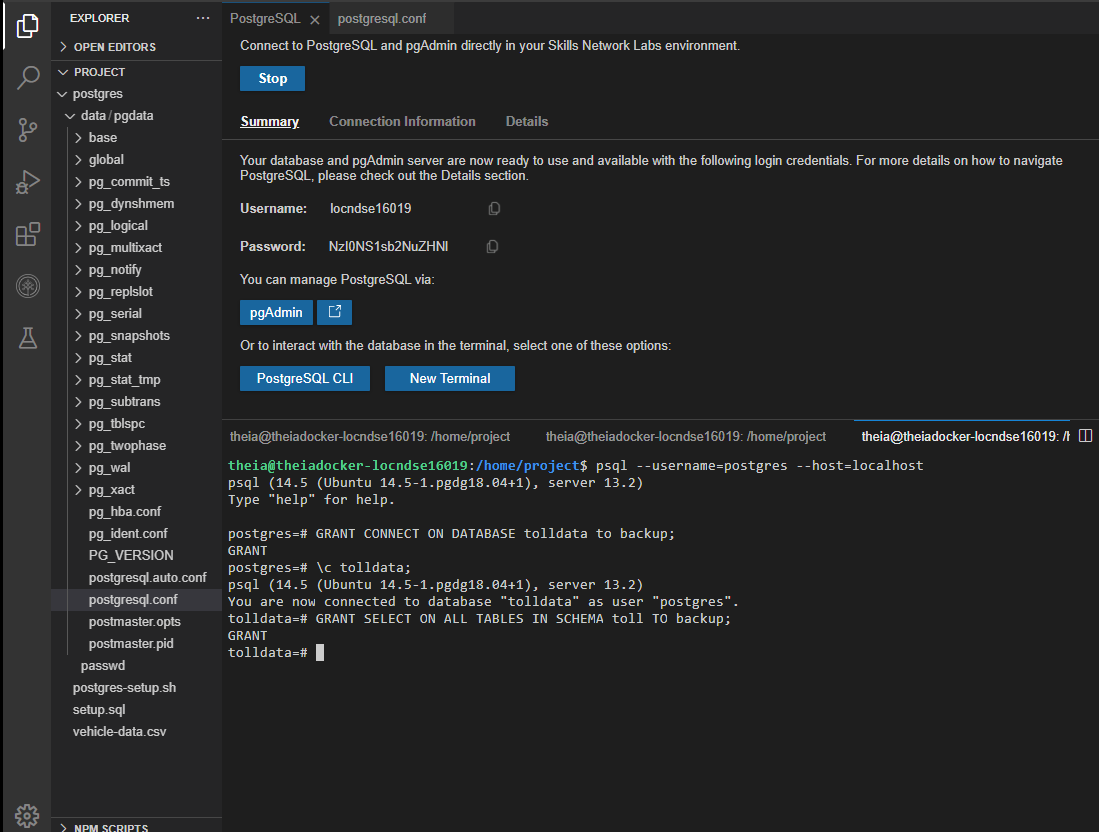 EXPLORER
OPEN EDITORS
PROJECT
postgres
data / pgdata
base
global
pg_commit_ts
pg_dynshmem
pg_logical
pg_multixact
pg_notify
pg_replslot
pg_serial
pg_snapshots
pg_stat
pg_stat_tmp
pg_subtrans
pg_tblspc
pg_twophase
pg_wal
pg_xact
pg_hba.conf
pg_ident.conf
PG_VERSION
postgresql.auto.conf
postgresql.conf
postmaster.opts
postmaster.pid
passwd
postgres-setup.sh
setup.sql
vehicle-data.csv
NPM SCRIPTS
PostgreSQL postgresql.conf
Connect to PostgreSQL and pgAdmin directly in your Skills Network Labs environment.
Stop
Summary Connection Information Details
Your database and pgAdmin server are now ready to use and available with the following login credentials. For more details on how to navigate
PostgreSQL, please check out the Details section.
Username: locndse16019
Password: NzI0NS1sb2NuZHNl
You can manage PostgreSQL via:
pgAdmin
Or to interact with the database in the terminal, select one of these options:
PostgreSQL CLI New Terminal
theia@theiadocker-locndse16019: /home/project theia@theiadocker-locndse16019: /home/project theia@theiadocker-locndse16019: /h
theia@theiadocker-locndse16019:/home/project$ psql --username=postgres --host=localhost
psql (14.5 (Ubuntu 14.5-1.pgdg18.04+1), server 13.2)
Type "help" for help.
postgres=# GRANT CONNECT ON DATABASE tolldata to backup;
GRANT
postgres=# \c tolldata;
psql (14.5 (Ubuntu 14.5-1.pgdg18.04+1), server 13.2)
You are now connected to database "tolldata" as user "postgres".
tolldata=# GRANT SELECT ON ALL TABLES IN SCHEMA toll TO backup;
GRANT
tolldata=#